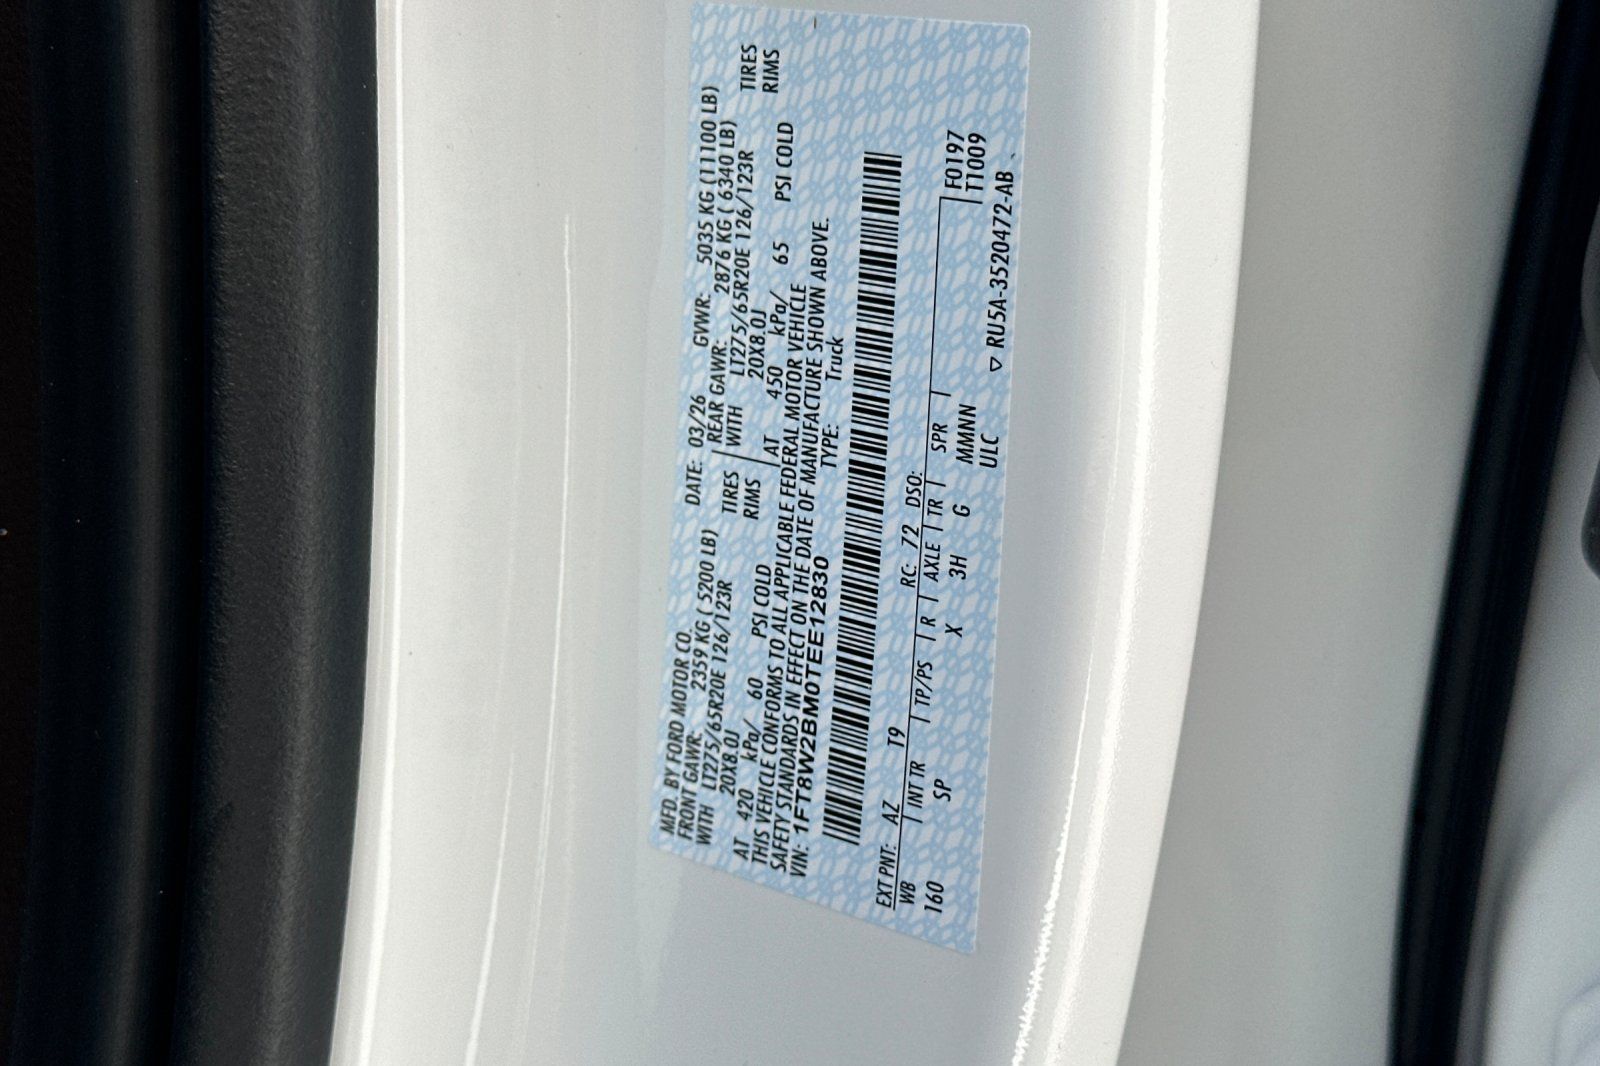 MFD. BY FORD MOTOR CO.
DATE: 03/26 GVWR: 5035 KG (11100 LB)
FRONT GAWR: 2359 KG ( 5200 LB) REAR GAWR: 2876 KG ( 6340 LB)
WITH LT275/65R20E 126/123R TIRES WITH LT275/65R20E 126/123R TIRES
20X8.0J RIMS 20X8.0J RIMS
AT 420 kPa/ 60 PSI COLD AT 450 kPa/ 65 PSI COLD
THIS VEHICLE CONFORMS TO ALL APPLICABLE FEDERAL MOTOR VEHICLE
SAFETY STANDARDS IN EFFECT ON THE DATE OF MANUFACTURE SHOWN ABOVE.
VIN: 1FT8W2BM0TEE12830 TYPE: Truck
EXT PNT: AZ T9 RC: 72 DSO:
WB INT TR TP/PS R AXLE TR SPR F0197
160 SP X 3H G MMNN T1009
ULC ▽ RU5A-3520472-AB